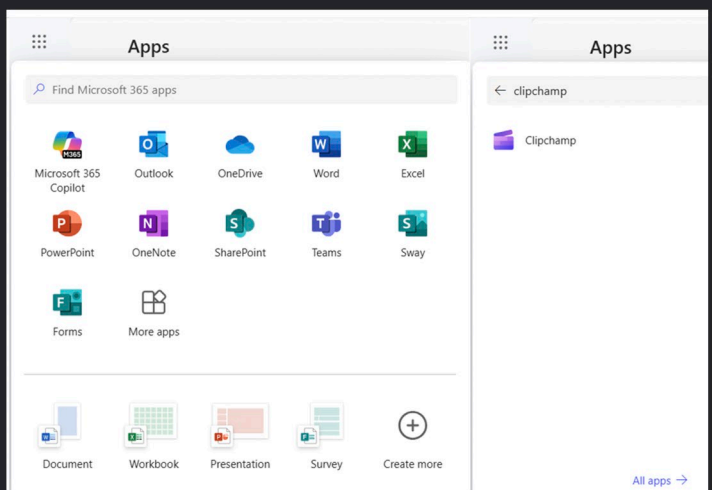 Apps
Find Microsoft 365 apps
M365
Microsoft 365
Copilot
Outlook
OneDrive
Word
Excel
PowerPoint
OneNote
SharePoint
Teams
Sway
Forms
More apps
Document
Workbook
Presentation
Survey
Create more
Apps
clipchamp
Clipchamp
All apps →